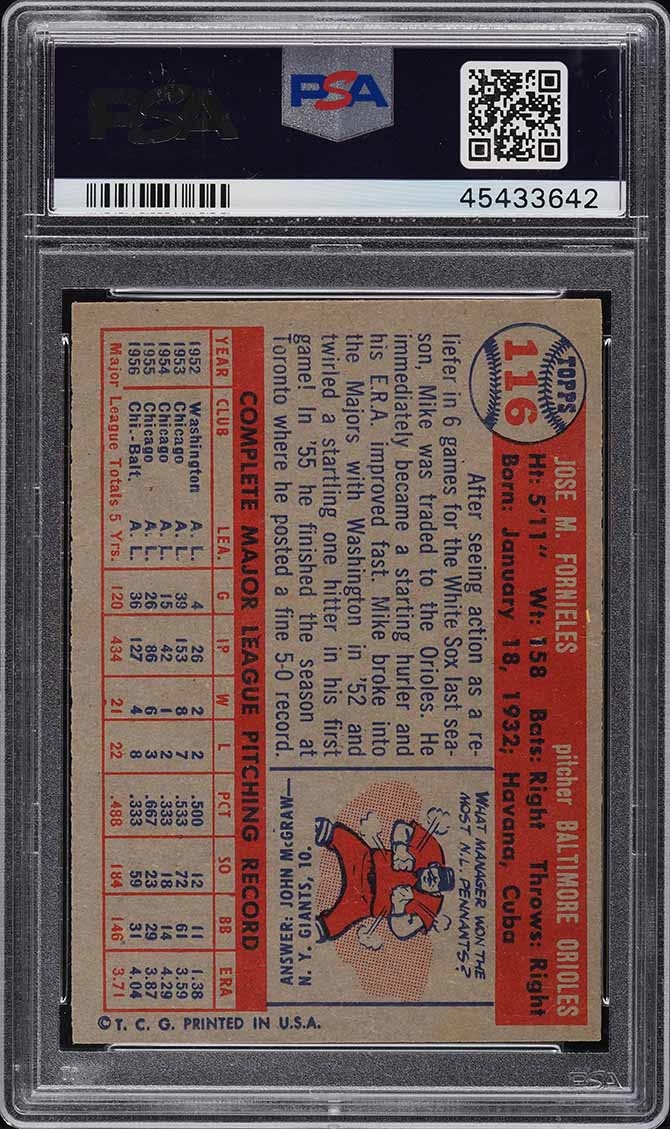 PSA
PSA
45433642
TOPPS
116
JOSE M. FORNIELES pitcher BALTIMORE ORIOLES
Ht: 5'11" Wt: 158 Bats: Right Throws: Right
Born: January 18, 1932; Havana, Cuba
After seeing action as a re-
liefer in 6 games for the White Sox last sea-
son, Mike was traded to the Orioles. He
immediately became a starting hurler and
his E.R.A. improved fast. Mike broke into
the Majors with Washington in '52 and
twirled a starting one hitter in his first
game! In '55 he finished the season at
Toronto where he posted a fine 5-0 record.
WHAT MANAGER WON THE
MOST N.L. PENNANTS?
ANSWER: JOHN McGRAW—
N. Y. GIANTS, 10.
COMPLETE MAJOR LEAGUE PITCHING RECORD
YEAR CLUB LEA. G IP W L PCT SO BB ERA
1952 Washington A. L. 4 26 2 2 .500 12 11 1.38
1953 Chicago A. L. 39 153 8 7 .533 72 61 3.59
1954 Chicago A. L. 15 42 1 2 .333 18 14 4.29
1955 Chicago A. L. 26 86 6 3 .667 23 29 3.87
1956 Chi.-Balt. A. L. 36 127 4 8 .333 59 31 4.04
Major League Totals 5 Yrs. 120 434 21 22 .488 184 146 3.71
© T. C. G. PRINTED IN U.S.A.
PSA